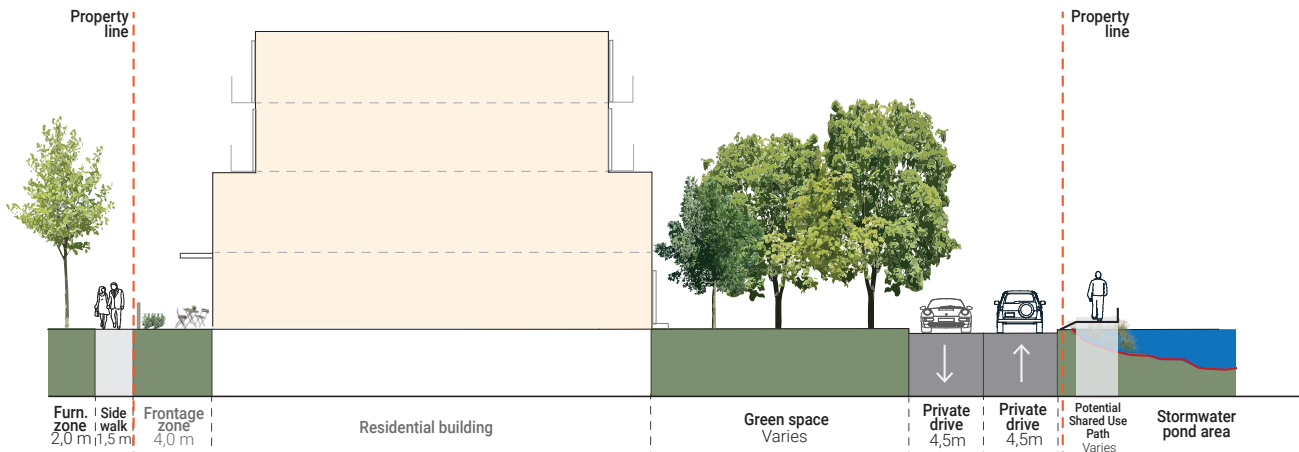 Property
line
Property
line
Furn.
zone
2,0 m
Side
walk
1,5 m
Frontage
zone
4,0 m
Residential building
Green space
Varies
Private
drive
4,5m
Private
drive
4,5m
Potential
Shared Use
Path
Varies
Stormwater
pond area